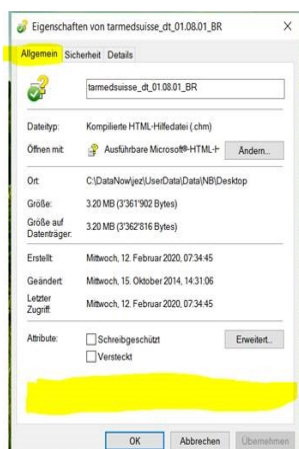 Eigenschaften von tarmedsuisse_dt_01.08.01_BR
Allgemein Sicherheit Details
tarmedsuisse_dt_01.08.01_BR
Dateityp: Kompilierte HTML-Hilfedatei (.chm)
Öffnen mit: Ausführbare Microsoft®-HTML-H Ändern...
Ort: C:\DataNow\jez\UserData\Data\NB\Desktop
Größe: 3.20 MB (3'361'902 Bytes)
Größe auf Datenträger: 3.20 MB (3'362'816 Bytes)
Erstellt: Mittwoch, 12. Februar 2020, 07:34:45
Geändert: Mittwoch, 15. Oktober 2014, 14:31:06
Letzter Zugriff: Mittwoch, 12. Februar 2020, 07:34:45
Attribute: Schreibgeschützt Erweitert...
Versteckt
OK Abbrechen Übernehmen